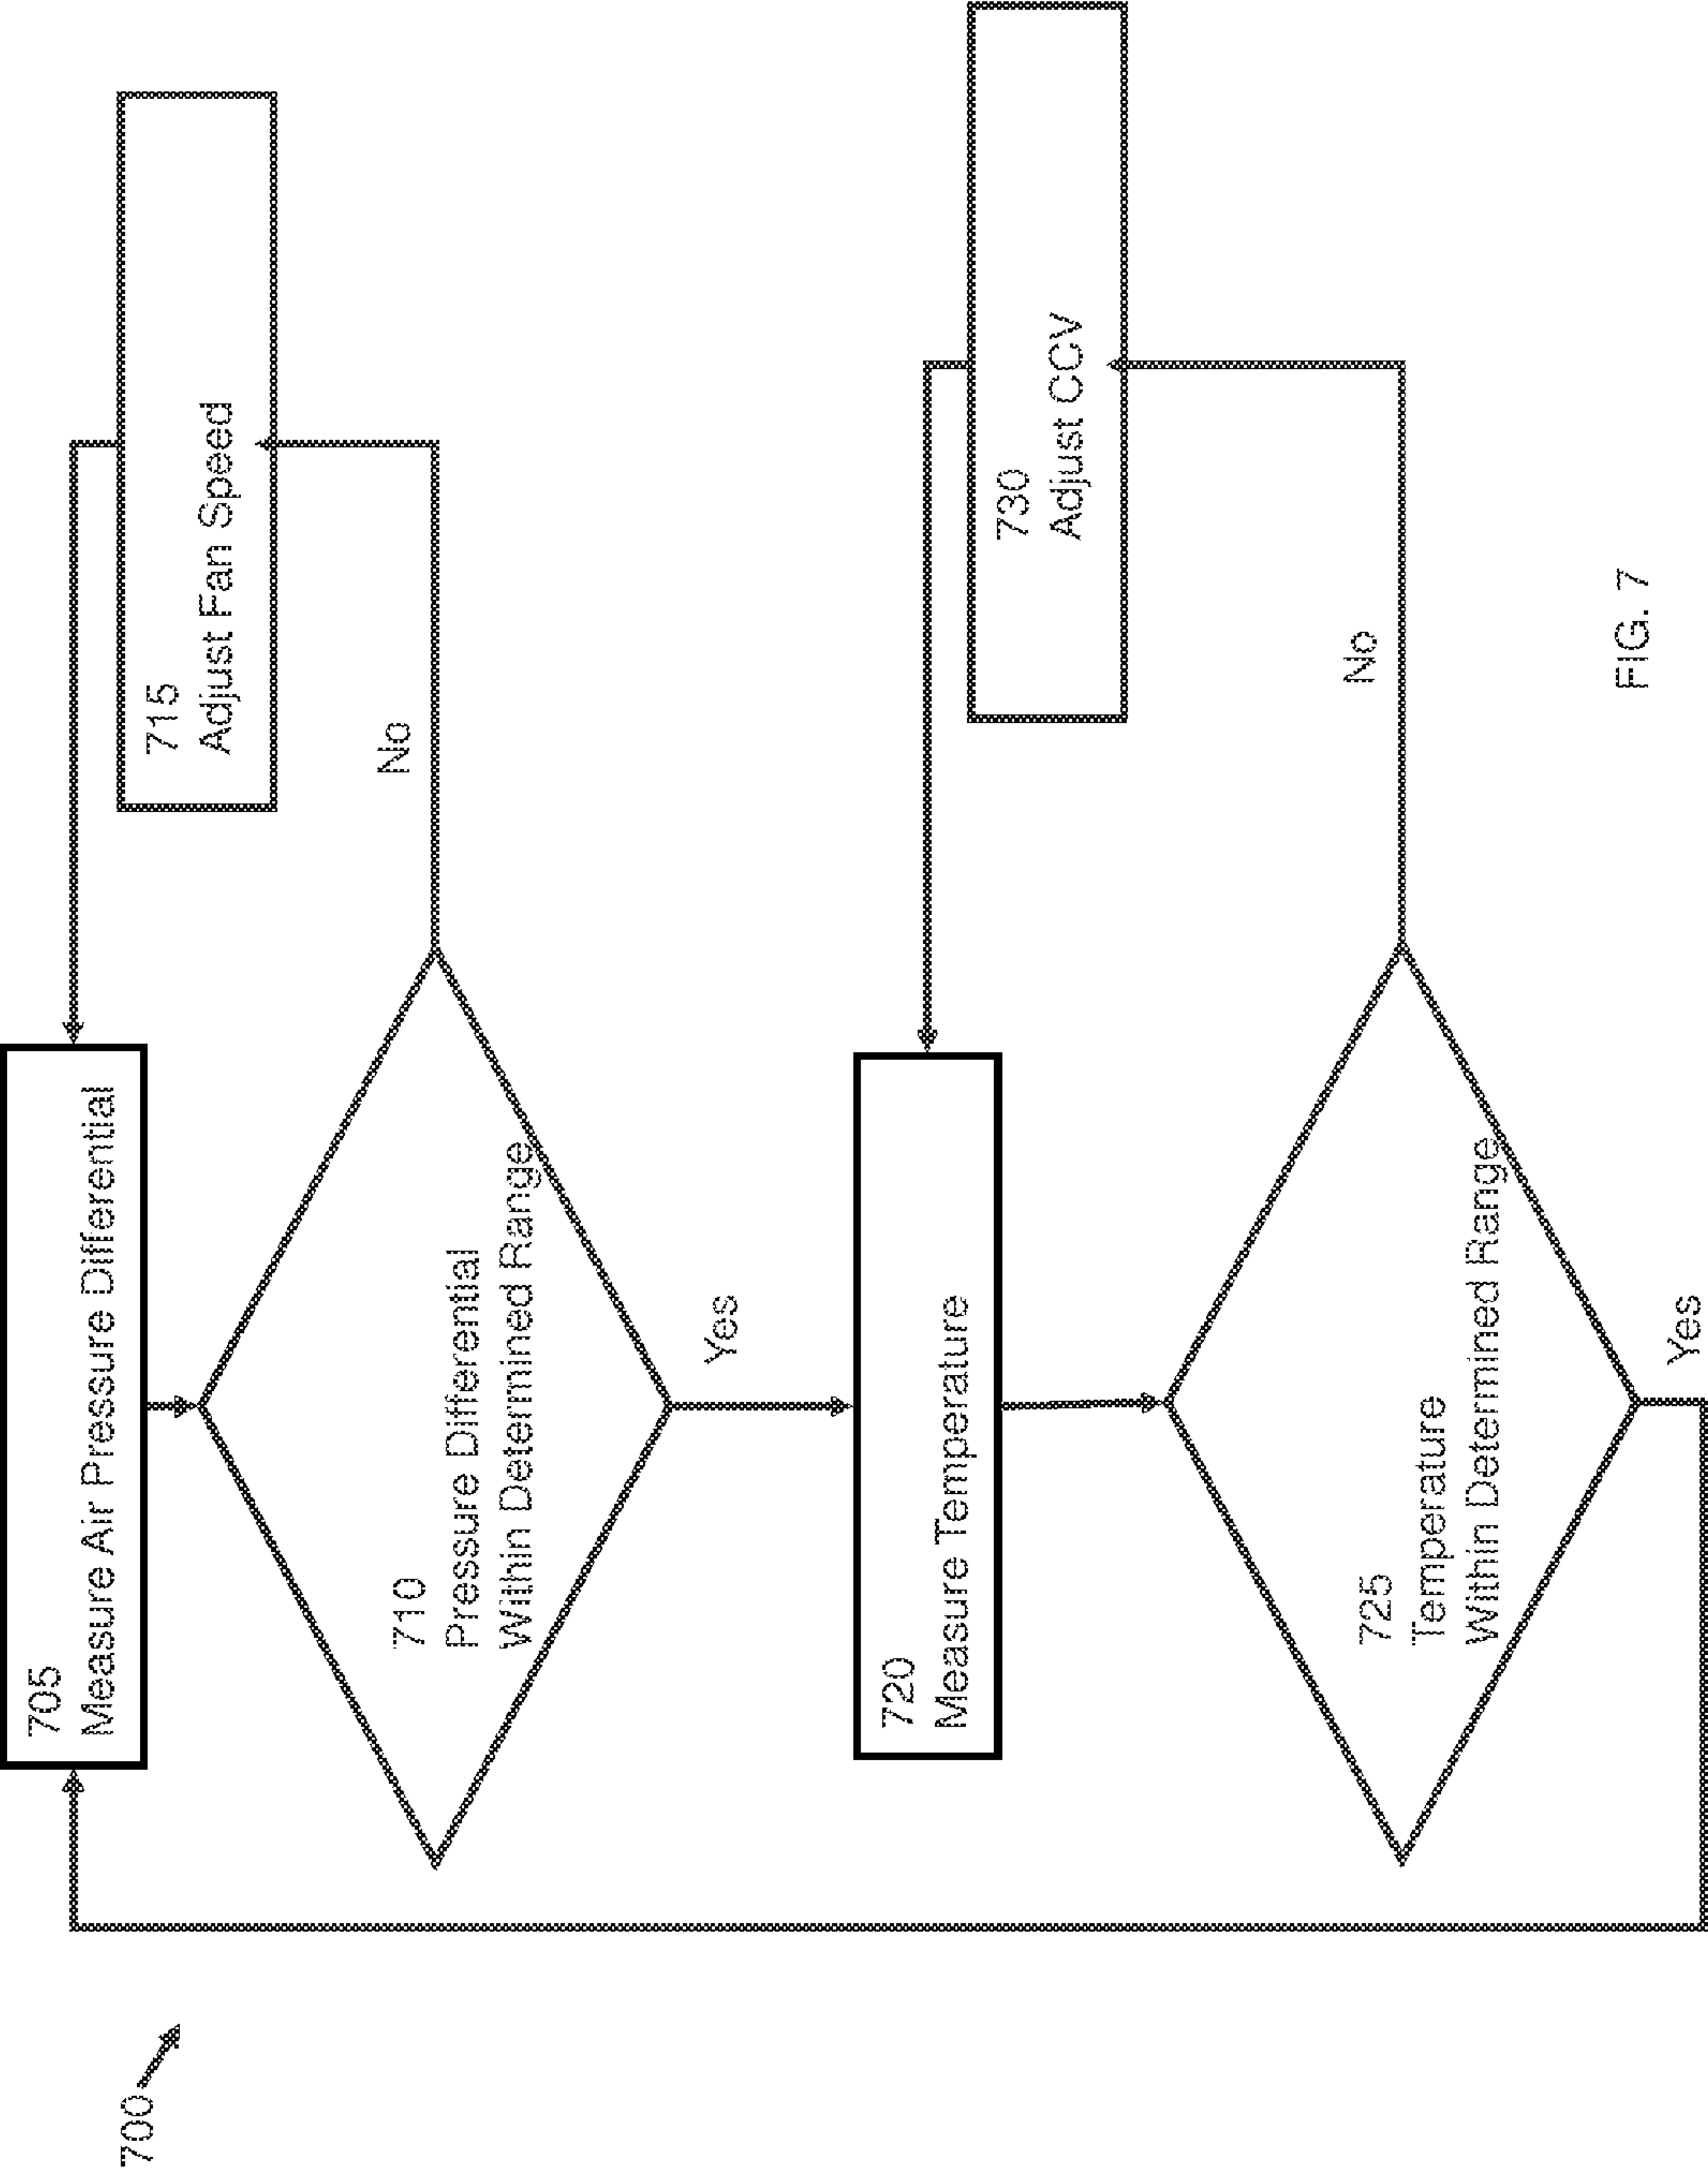 700
705
Measure Air Pressure Differential
710
Pressure Differential
Within Determined Range
No
715
Adjust Fan Speed
Yes
720
Measure Temperature
725
Temperature
Within Determined Range
No
730
Adjust CCV
Yes
FIG. 7